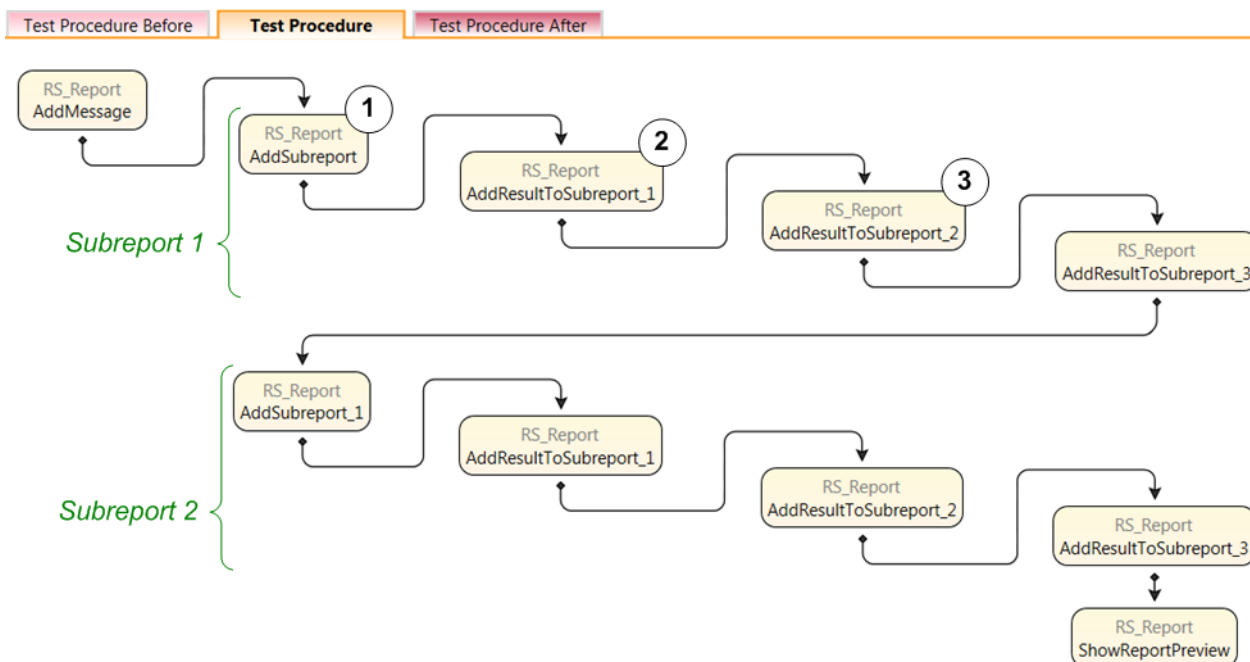 Test Procedure Before
Test Procedure
Test Procedure After
RS_Report
AddMessage
1
RS_Report
AddSubreport
2
RS_Report
AddResultToSubreport_1
3
RS_Report
AddResultToSubreport_2
Subreport 1
RS_Report
AddResultToSubreport_3
RS_Report
AddSubreport_1
RS_Report
AddResultToSubreport_1
RS_Report
AddResultToSubreport_2
Subreport 2
RS_Report
AddResultToSubreport_3
RS_Report
ShowReportPreview